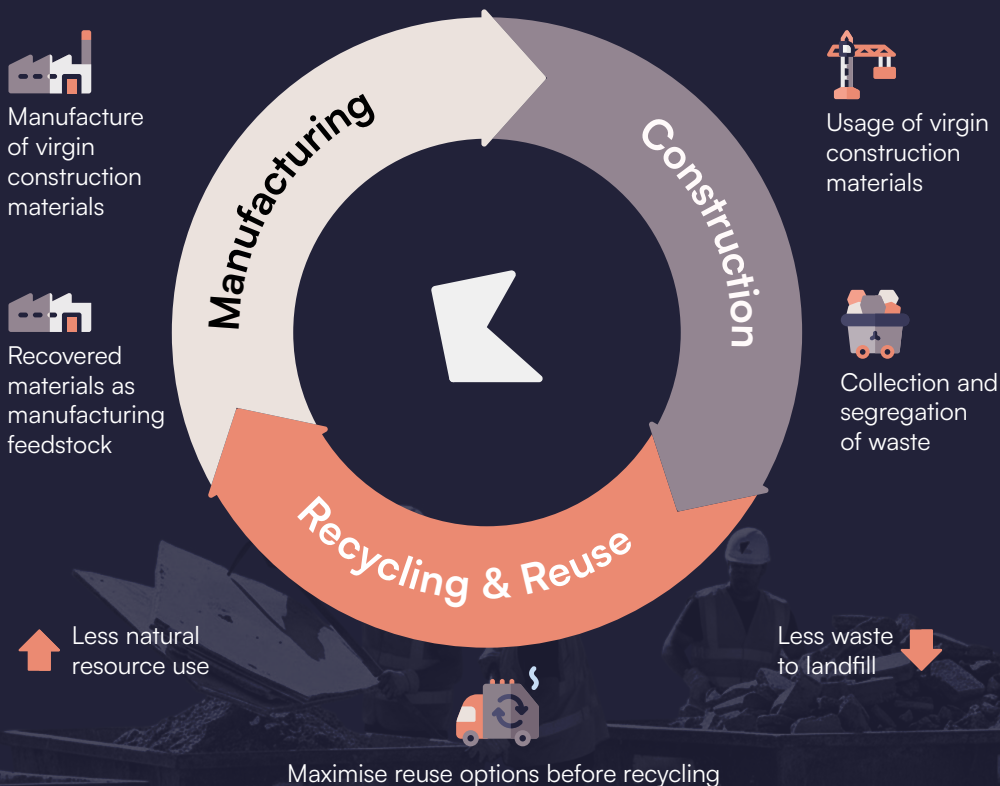 Manufacture
of virgin
construction
materials
Manufacturing
Construction
Usage of virgin
construction
materials
Recovered
materials as
manufacturing
feedstock
Collection and
segregation
of waste
Recycling & Reuse
Less natural
resource use
Less waste
to landfill
Maximise reuse options before recycling